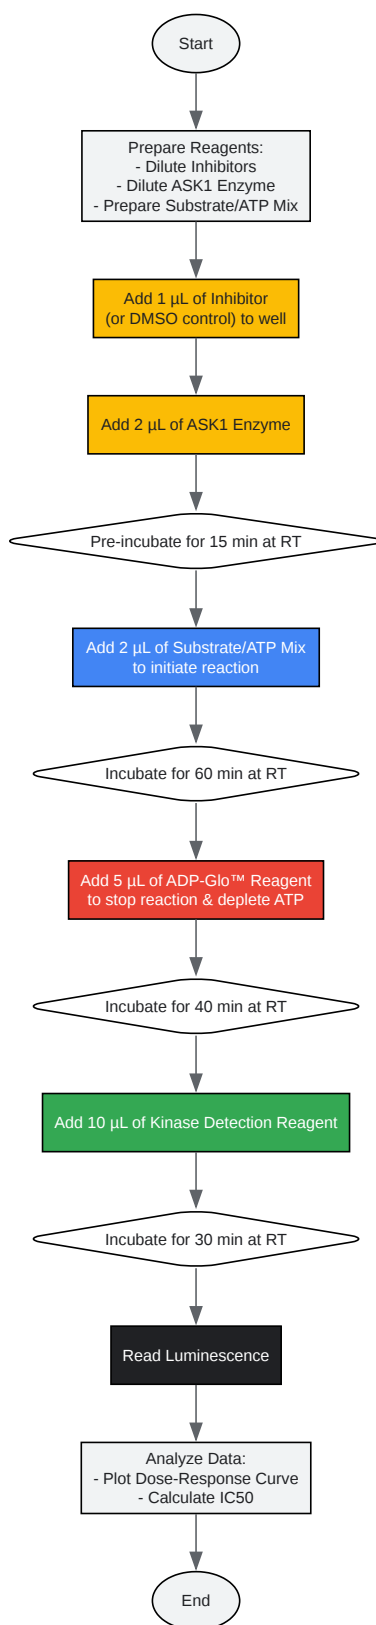 Start
Prepare Reagents:
- Dilute Inhibitors
- Dilute ASK1 Enzyme
- Prepare Substrate/ATP Mix
Add 1 µL of Inhibitor
(or DMSO control) to well
Add 2 µL of ASK1 Enzyme
Pre-incubate for 15 min at RT
Add 2 µL of Substrate/ATP Mix
to initiate reaction
Incubate for 60 min at RT
Add 5 µL of ADP-Glo™ Reagent
to stop reaction & deplete ATP
Incubate for 40 min at RT
Add 10 µL of Kinase Detection Reagent
Incubate for 30 min at RT
Read Luminescence
Analyze Data:
- Plot Dose-Response Curve
- Calculate IC50
End